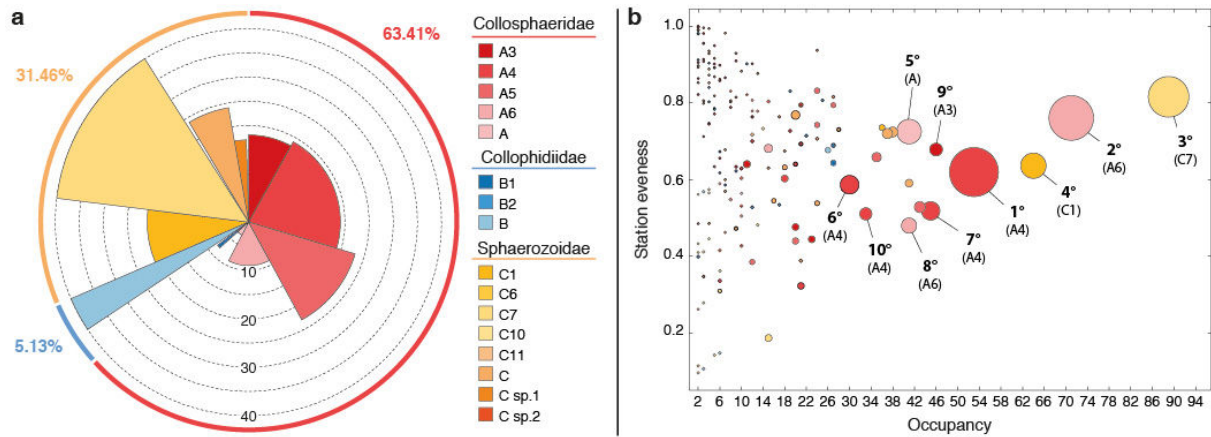 a
63.41%
31.46%
5.13%
10
20
30
40
Collosphaeridae
A3
A4
A5
A6
A
Collophidiidae
B1
B2
B
Sphaerozoidae
C1
C6
C7
C10
C11
C
C sp.1
C sp.2
b
Station eveness
1.0
0.8
0.6
0.4
0.2
5°
(A)
9°
(A3)
2°
(A6)
3°
(C7)
6°
(A4)
10°
(A4)
8°
(A6)
7°
(A4)
1°
(A4)
4°
(C1)
2 6 10 14 18 22 26 30 34 38 42 46 50 54 58 62 66 70 74 78 82 86 90 94
Occupancy